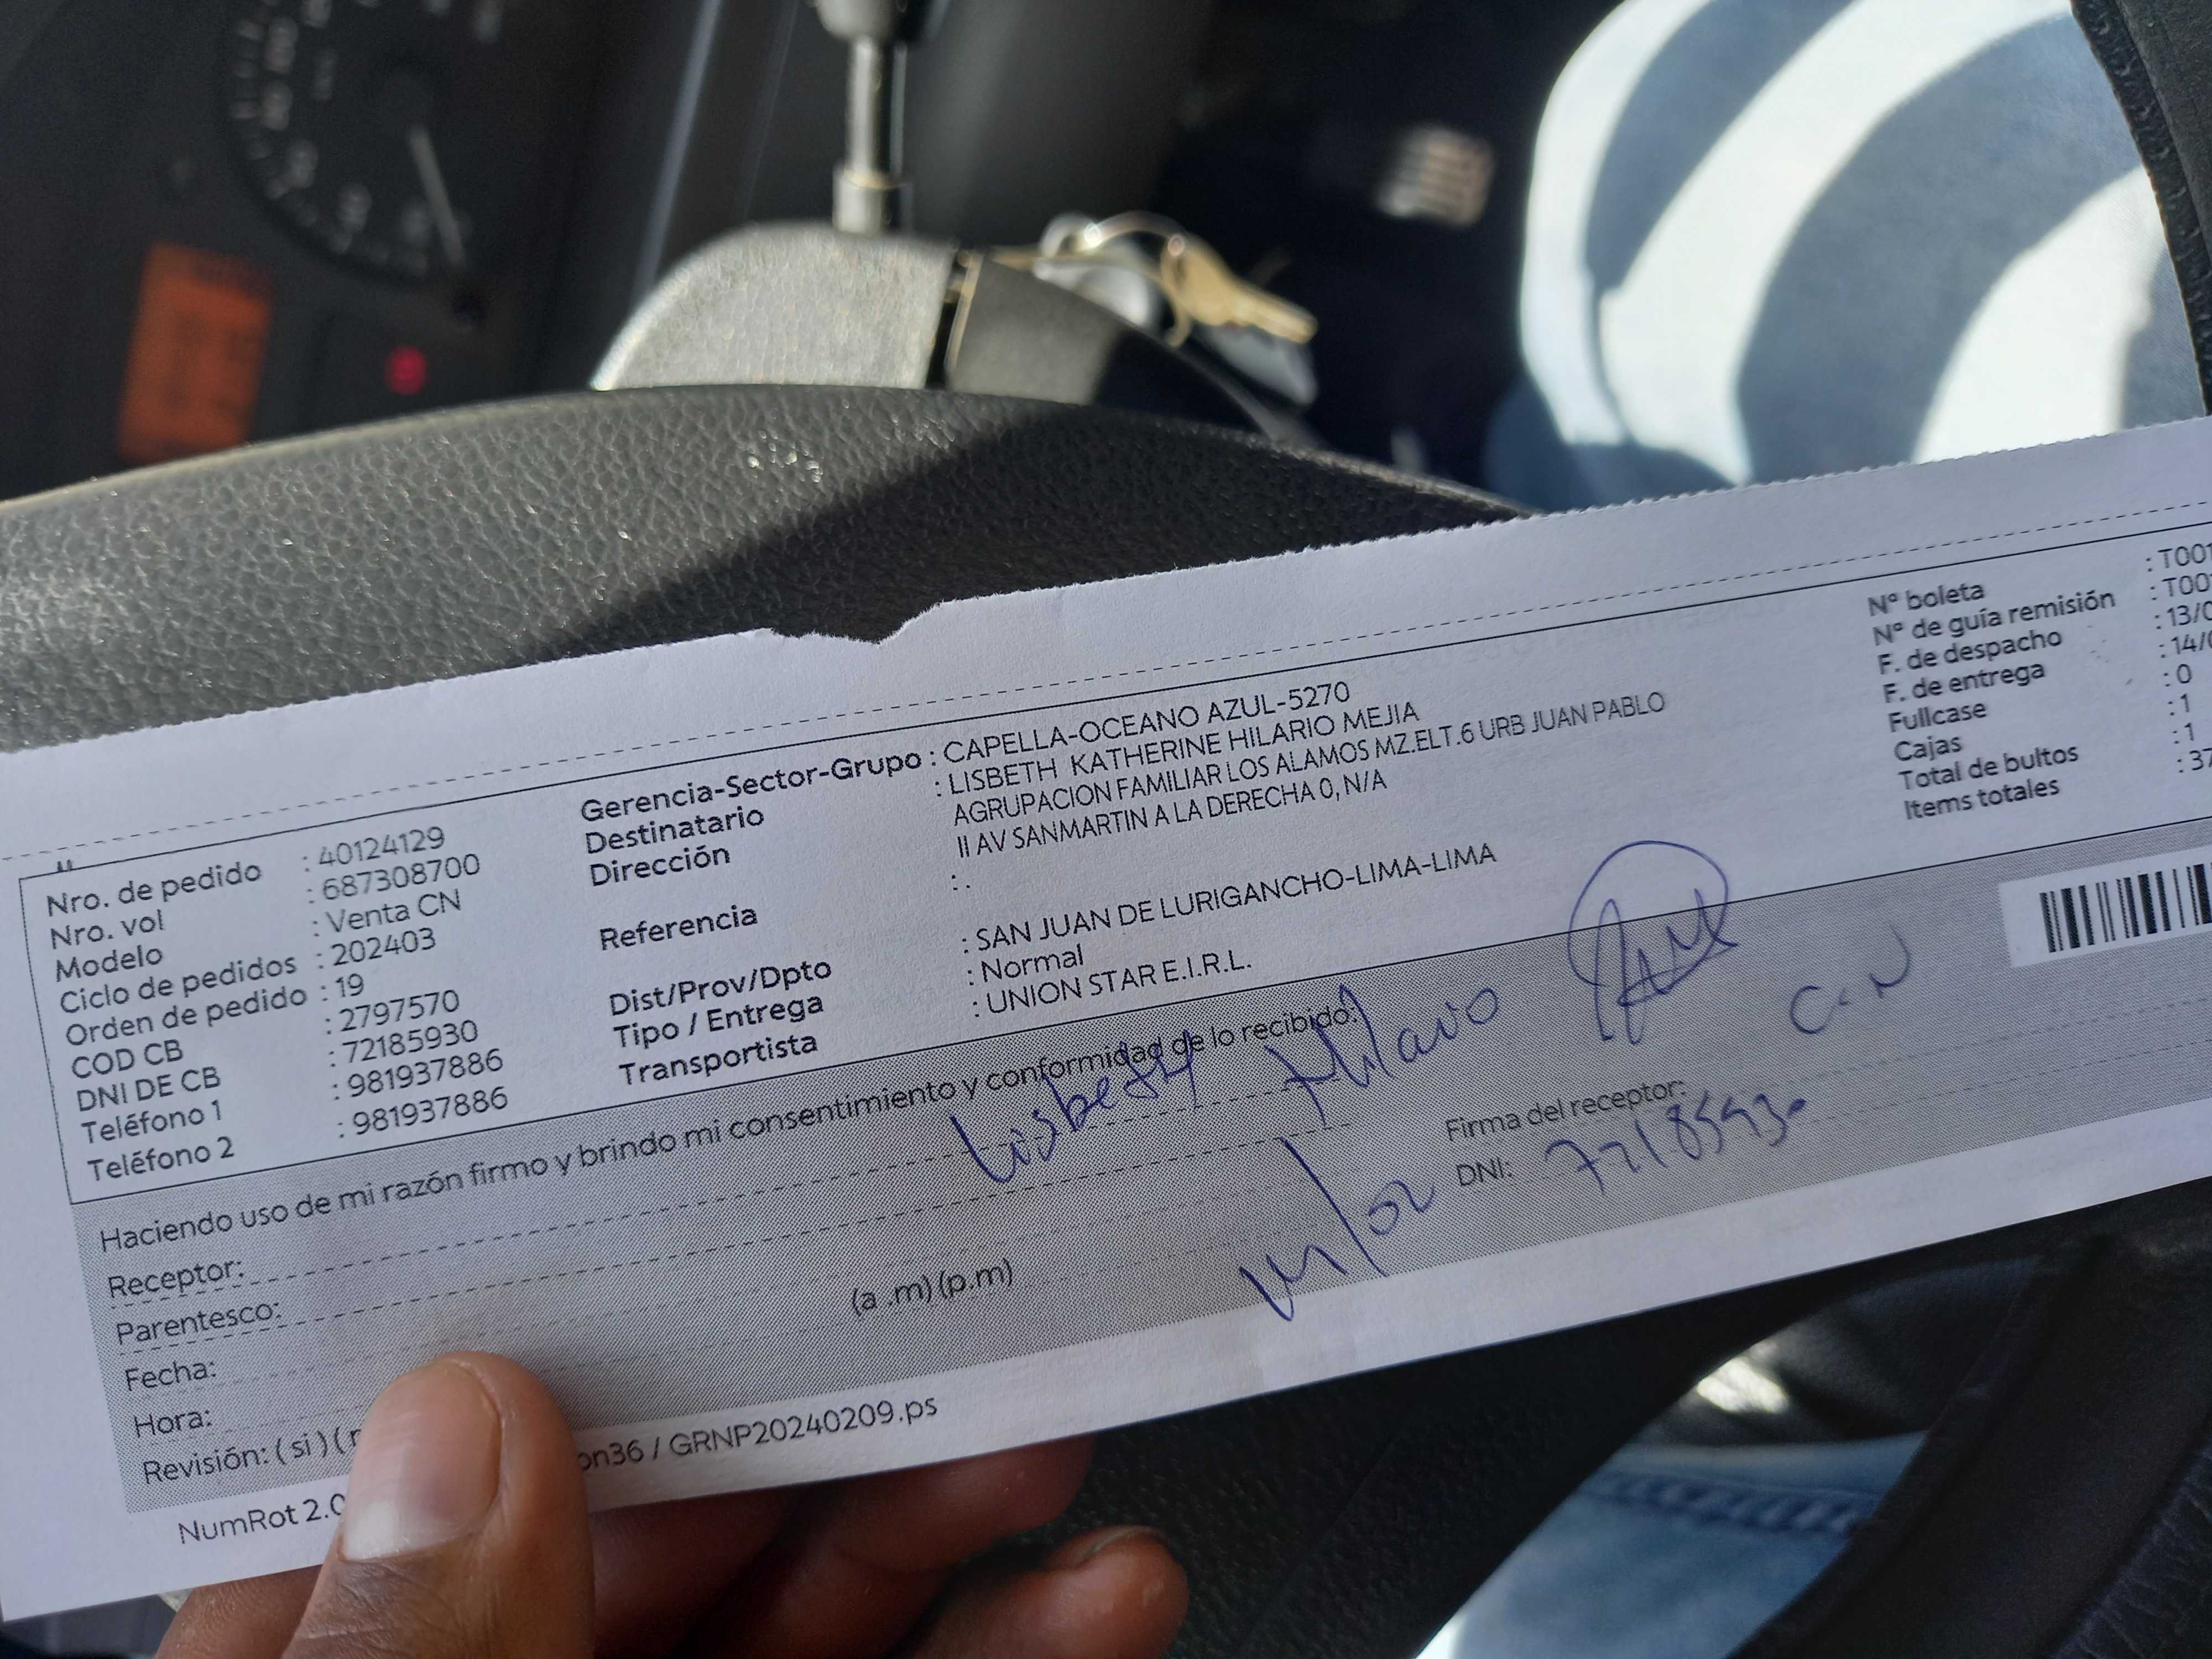 Nro. de pedido : 40124129
Nro. vol : 687308700
Modelo : Venta CN
Ciclo de pedidos : 202403
Orden de pedido : 19
COD CB : 2797570
DNI DE CB : 72185930
Teléfono 1 : 981937886
Teléfono 2 : 981937886
Gerencia-Sector-Grupo : CAPELLA-OCEANO AZUL-5270
Destinatario : LISBETH KATHERINE HILARIO MEJIA
Dirección AGRUPACION FAMILIAR LOS ALAMOS MZ.ELT.6 URB JUAN PABLO
II AV SANMARTIN A LA DERECHA 0, N/A
Referencia : .
Dist/Prov/Dpto : SAN JUAN DE LURIGANCHO-LIMA-LIMA
Tipo / Entrega : Normal
Transportista : UNION STAR E.I.R.L.
Nº boleta : T001
Nº de guía remisión : T00
F. de despacho : 13/0
F. de entrega : 14/0
Fullcase : 0
Cajas : 1
Total de bultos : 1
Items totales : 37
Haciendo uso de mi razón firmo y brindo mi consentimiento y conformidad de lo recibido:
Receptor: Lisbeth Hilario
Parentesco:
Fecha:
Hora: (a .m) (p.m)
Revisión: ( si ) (
Firma del receptor:
DNI: 72185930
NumRot 2.0 on36 / GRNP20240209.ps